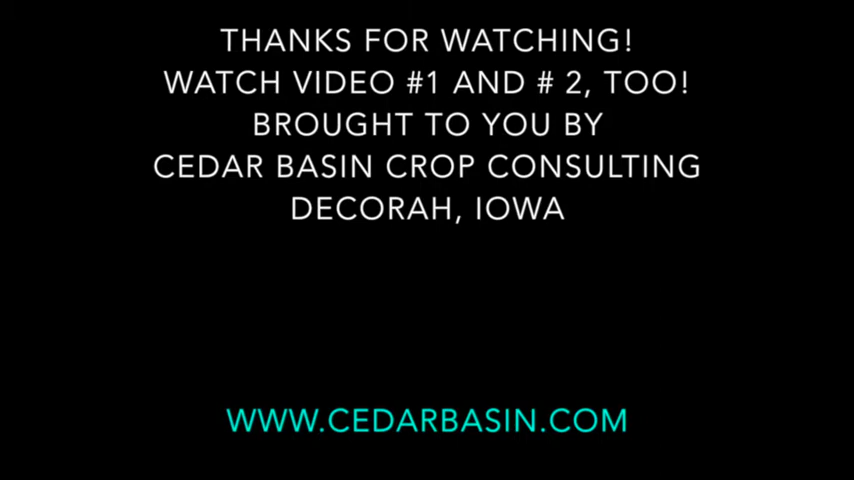 THANKS FOR WATCHING!
WATCH VIDEO #1 AND # 2, TOO!
BROUGHT TO YOU BY
CEDAR BASIN CROP CONSULTING
DECORAH, IOWA
WWW.CEDARBASIN.COM